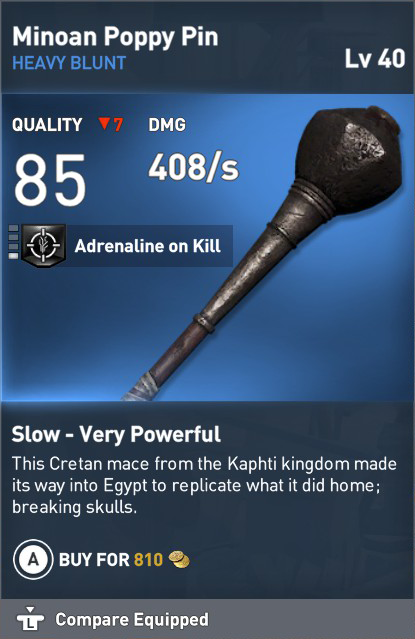 Minoan Poppy Pin
HEAVY BLUNT
Lv 40
QUALITY ▼7 DMG
85 408/s
Adrenaline on Kill
Slow - Very Powerful
This Cretan mace from the Kaphti kingdom made
its way into Egypt to replicate what it did home;
breaking skulls.
A BUY FOR 810
L Compare Equipped